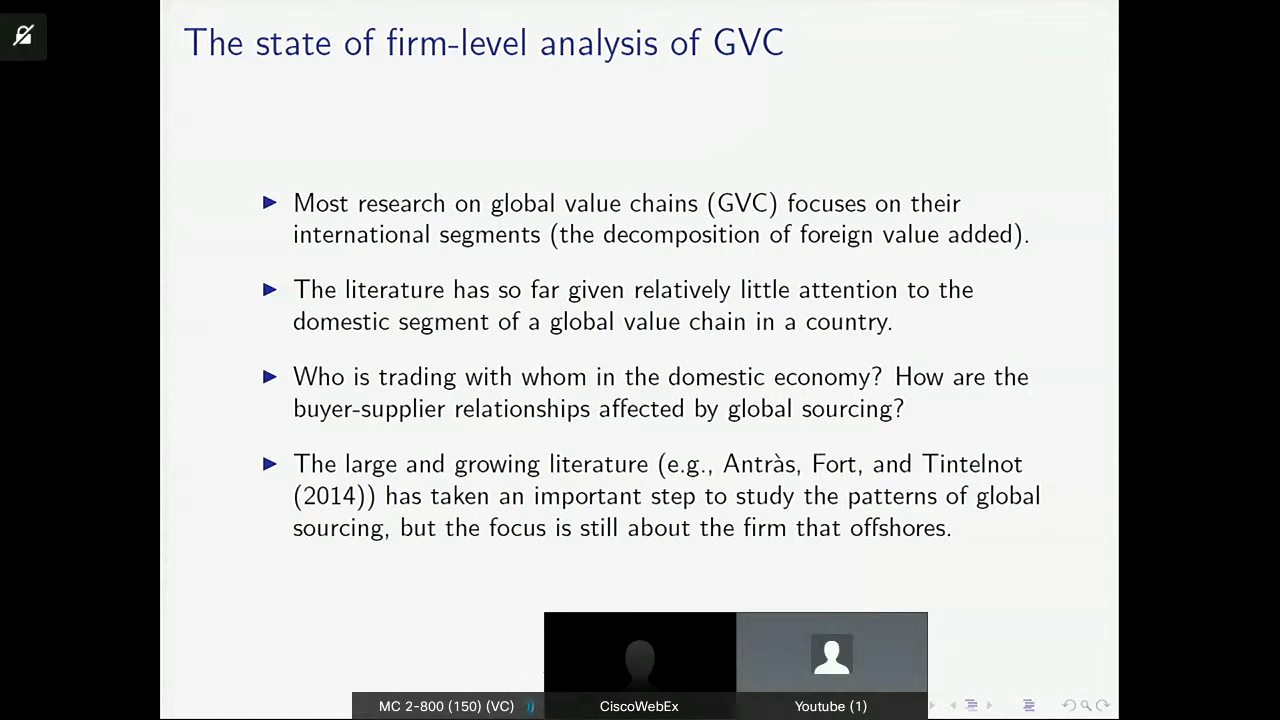 The state of firm-level analysis of GVC
Most research on global value chains (GVC) focuses on their
international segments (the decomposition of foreign value added).
The literature has so far given relatively little attention to the
domestic segment of a global value chain in a country.
Who is trading with whom in the domestic economy? How are the
buyer-supplier relationships affected by global sourcing?
The large and growing literature (e.g., Antràs, Fort, and Tintelnot
(2014)) has taken an important step to study the patterns of global
sourcing, but the focus is still about the firm that offshores.
MC 2-800 (150) (VC)
CiscoWebEx
Youtube (1)